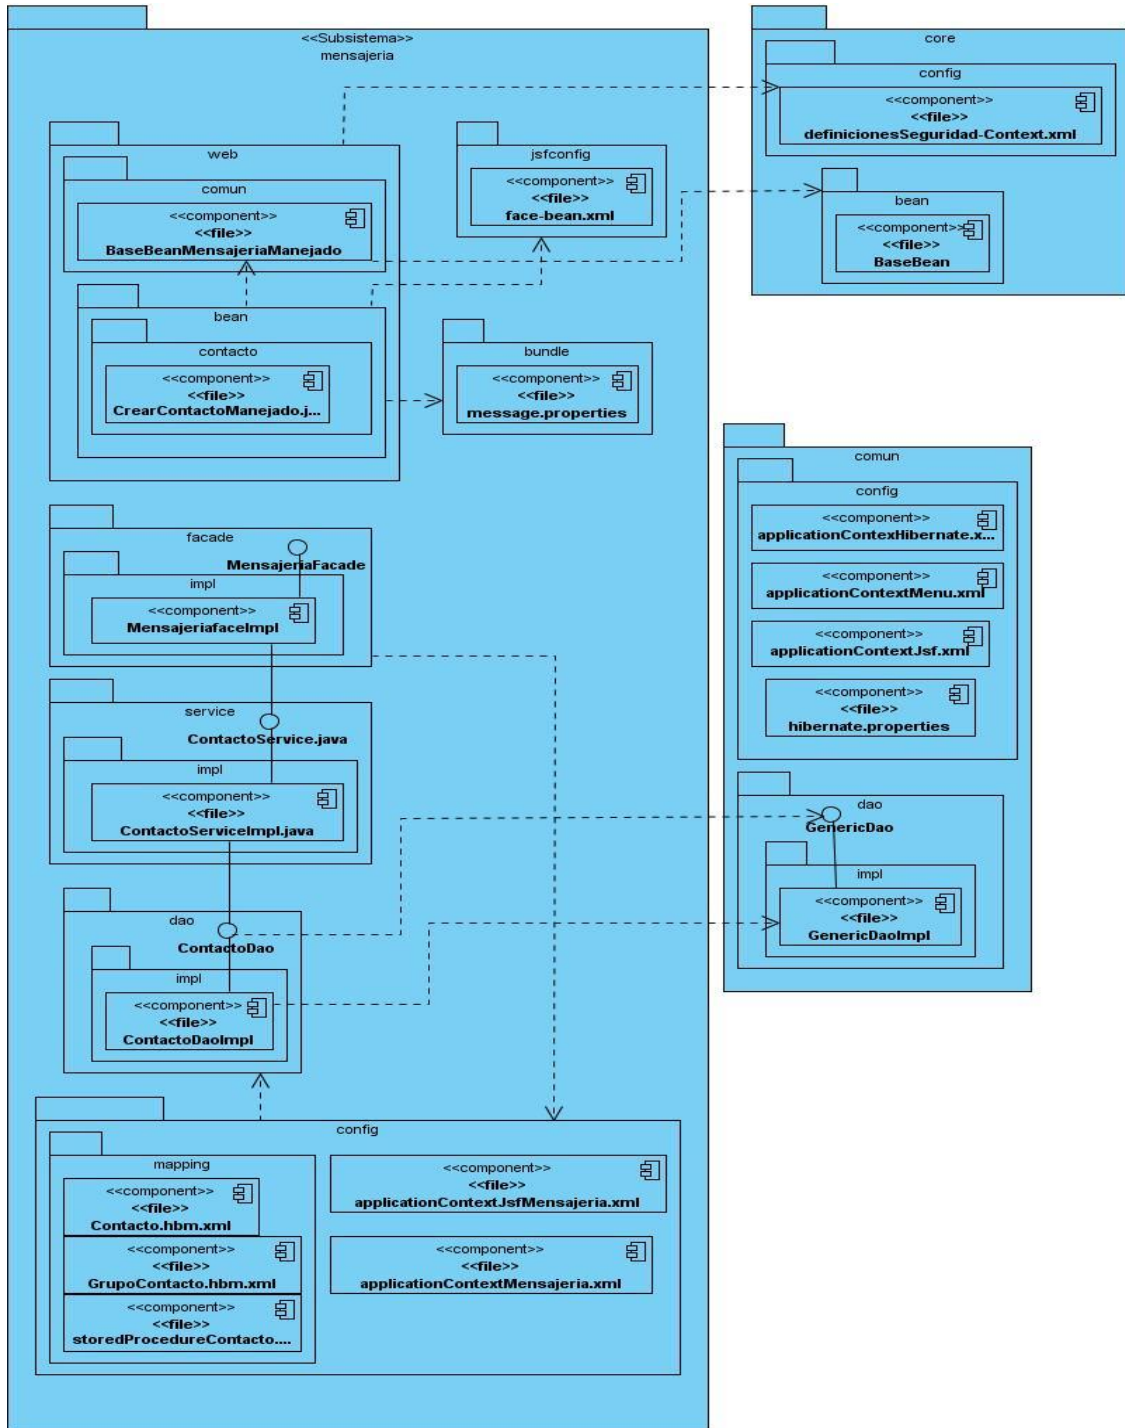 <<Subsistema>>
mensajeria
web
comun
<<component>>
<<file>>
BaseBeanMensajeriaManejado
bean
contacto
<<component>>
<<file>>
CrearContactoManejado.j...
jsfconfig
<<component>>
<<file>>
face-bean.xml
bundle
<<component>>
<<file>>
message.properties
facade
MensajeriaFacade
impl
<<component>>
MensajeriafaceImpl
service
ContactoService.java
impl
<<component>>
<<file>>
ContactoServiceImpl.java
dao
ContactoDao
impl
<<component>>
<<file>>
ContactoDaoImpl
config
mapping
<<component>>
<<file>>
Contacto.hbm.xml
<<component>>
<<file>>
GrupoContacto.hbm.xml
<<component>>
<<file>>
storedProcedureContacto....
<<component>>
<<file>>
applicationContextJsfMensajeria.xml
<<component>>
<<file>>
applicationContextMensajeria.xml
core
config
<<component>>
<<file>>
definicionesSeguridad-Context.xml
bean
<<component>>
<<file>>
BaseBean
comun
config
<<component>>
applicationContexHibernate.x...
<<component>>
applicationContextMenu.xml
<<component>>
applicationContextJsf.xml
<<component>>
<<file>>
hibernate.properties
dao
GenericDao
impl
<<component>>
<<file>>
GenericDaoImpl